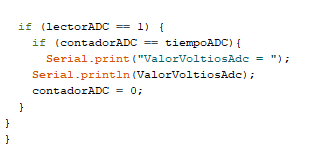 if (lectorADC == 1) {
if (contadorADC == tiempoADC){
Serial.print("ValorVoltiosAdc = ");
Serial.println(ValorVoltiosAdc);
contadorADC = 0;
}
}
}